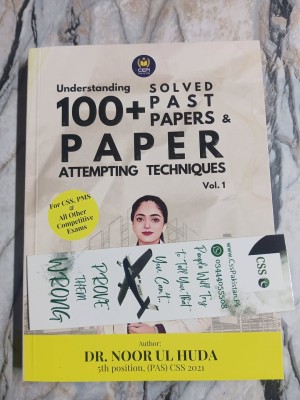 CEPI
Understanding
100+
SOLVED
PAST
PAPERS &
PAPER
ATTEMPTING TECHNIQUES
Vol. 1
For CSS, PMS
&
All Other
Competitive
Exams
PROVE
THEM
WRONG
People Will Try
to Tell You That
You Can't.
www.CssPakistan.Pk
CSS
Author:
DR. NOOR UL HUDA
5th position, (PAS) CSS 2021